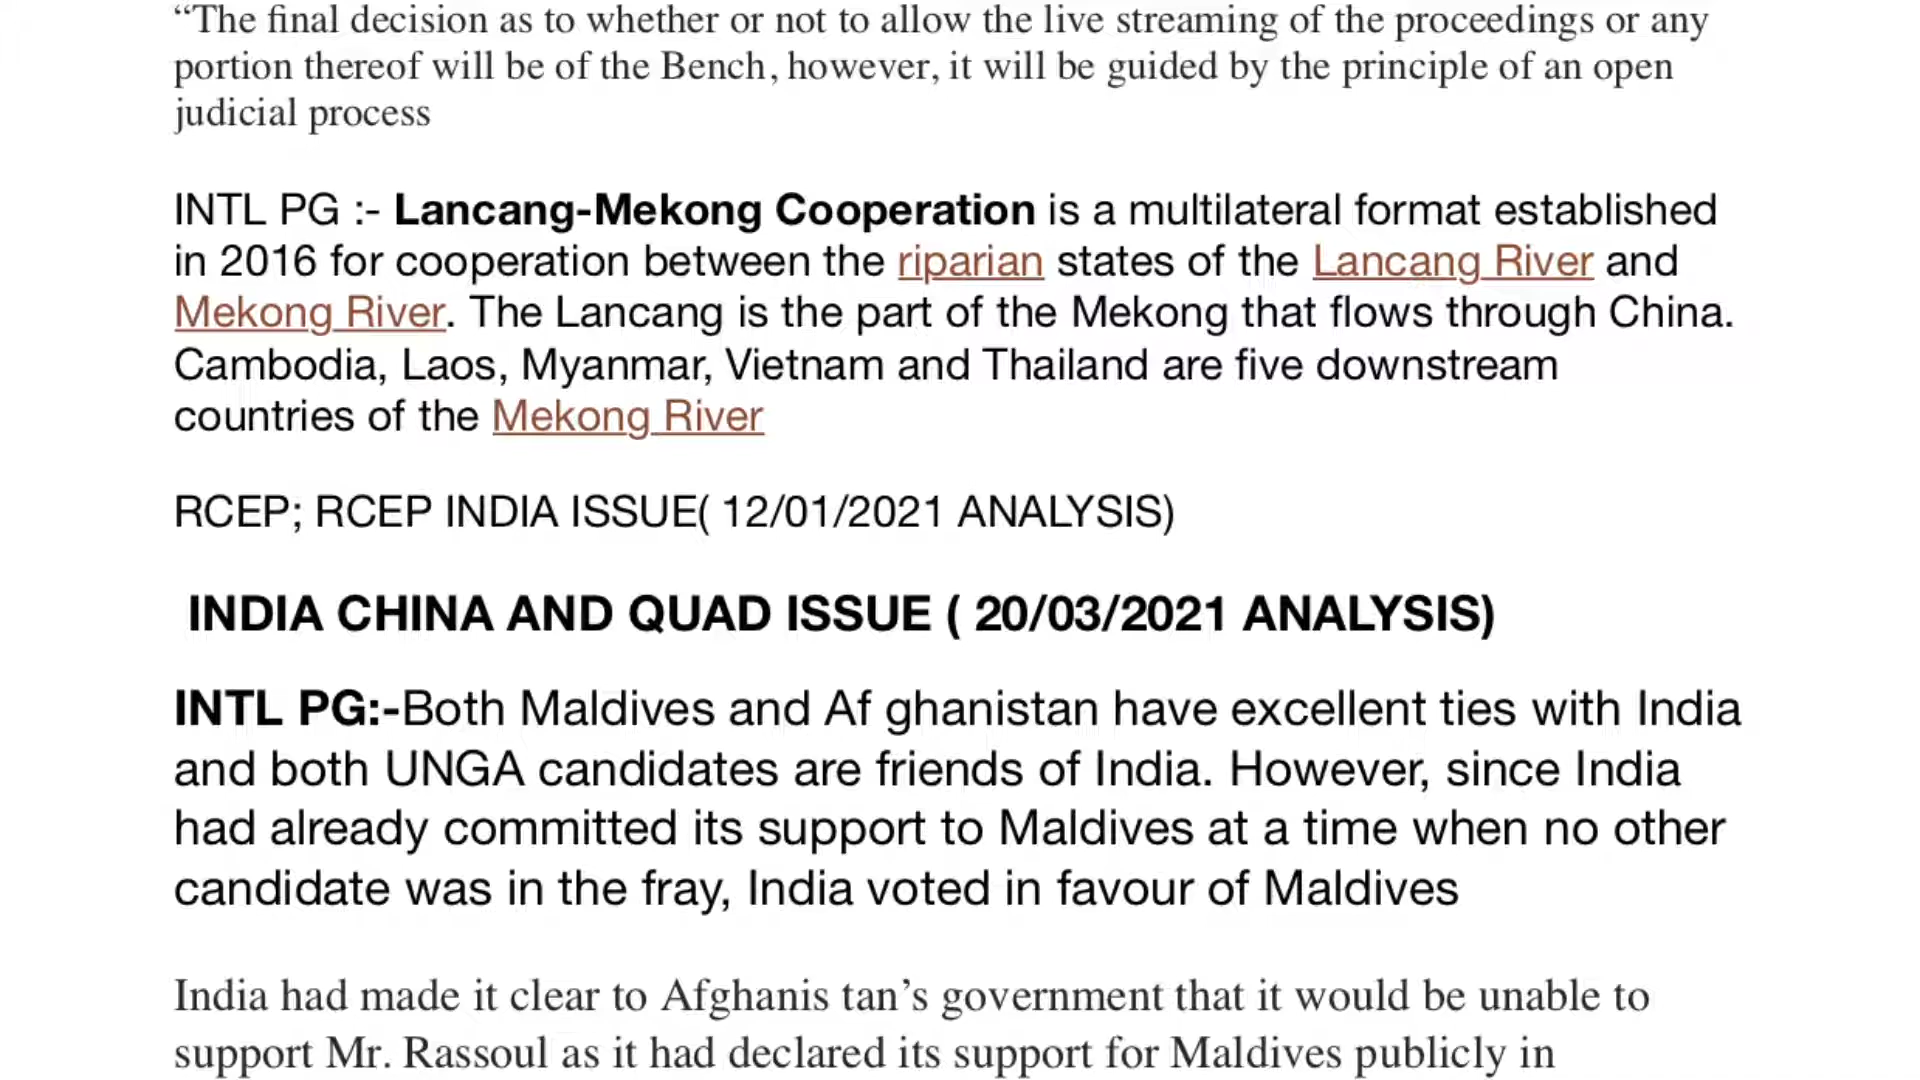 “The final decision as to whether or not to allow the live streaming of the proceedings or any
portion thereof will be of the Bench, however, it will be guided by the principle of an open
judicial process
INTL PG :- Lancang-Mekong Cooperation is a multilateral format established
in 2016 for cooperation between the riparian states of the Lancang River and
Mekong River. The Lancang is the part of the Mekong that flows through China.
Cambodia, Laos, Myanmar, Vietnam and Thailand are five downstream
countries of the Mekong River
RCEP; RCEP INDIA ISSUE( 12/01/2021 ANALYSIS)
INDIA CHINA AND QUAD ISSUE ( 20/03/2021 ANALYSIS)
INTL PG:-Both Maldives and Af ghanistan have excellent ties with India
and both UNGA candidates are friends of India. However, since India
had already committed its support to Maldives at a time when no other
candidate was in the fray, India voted in favour of Maldives
India had made it clear to Afghanis tan’s government that it would be unable to
support Mr. Rassoul as it had declared its support for Maldives publicly in